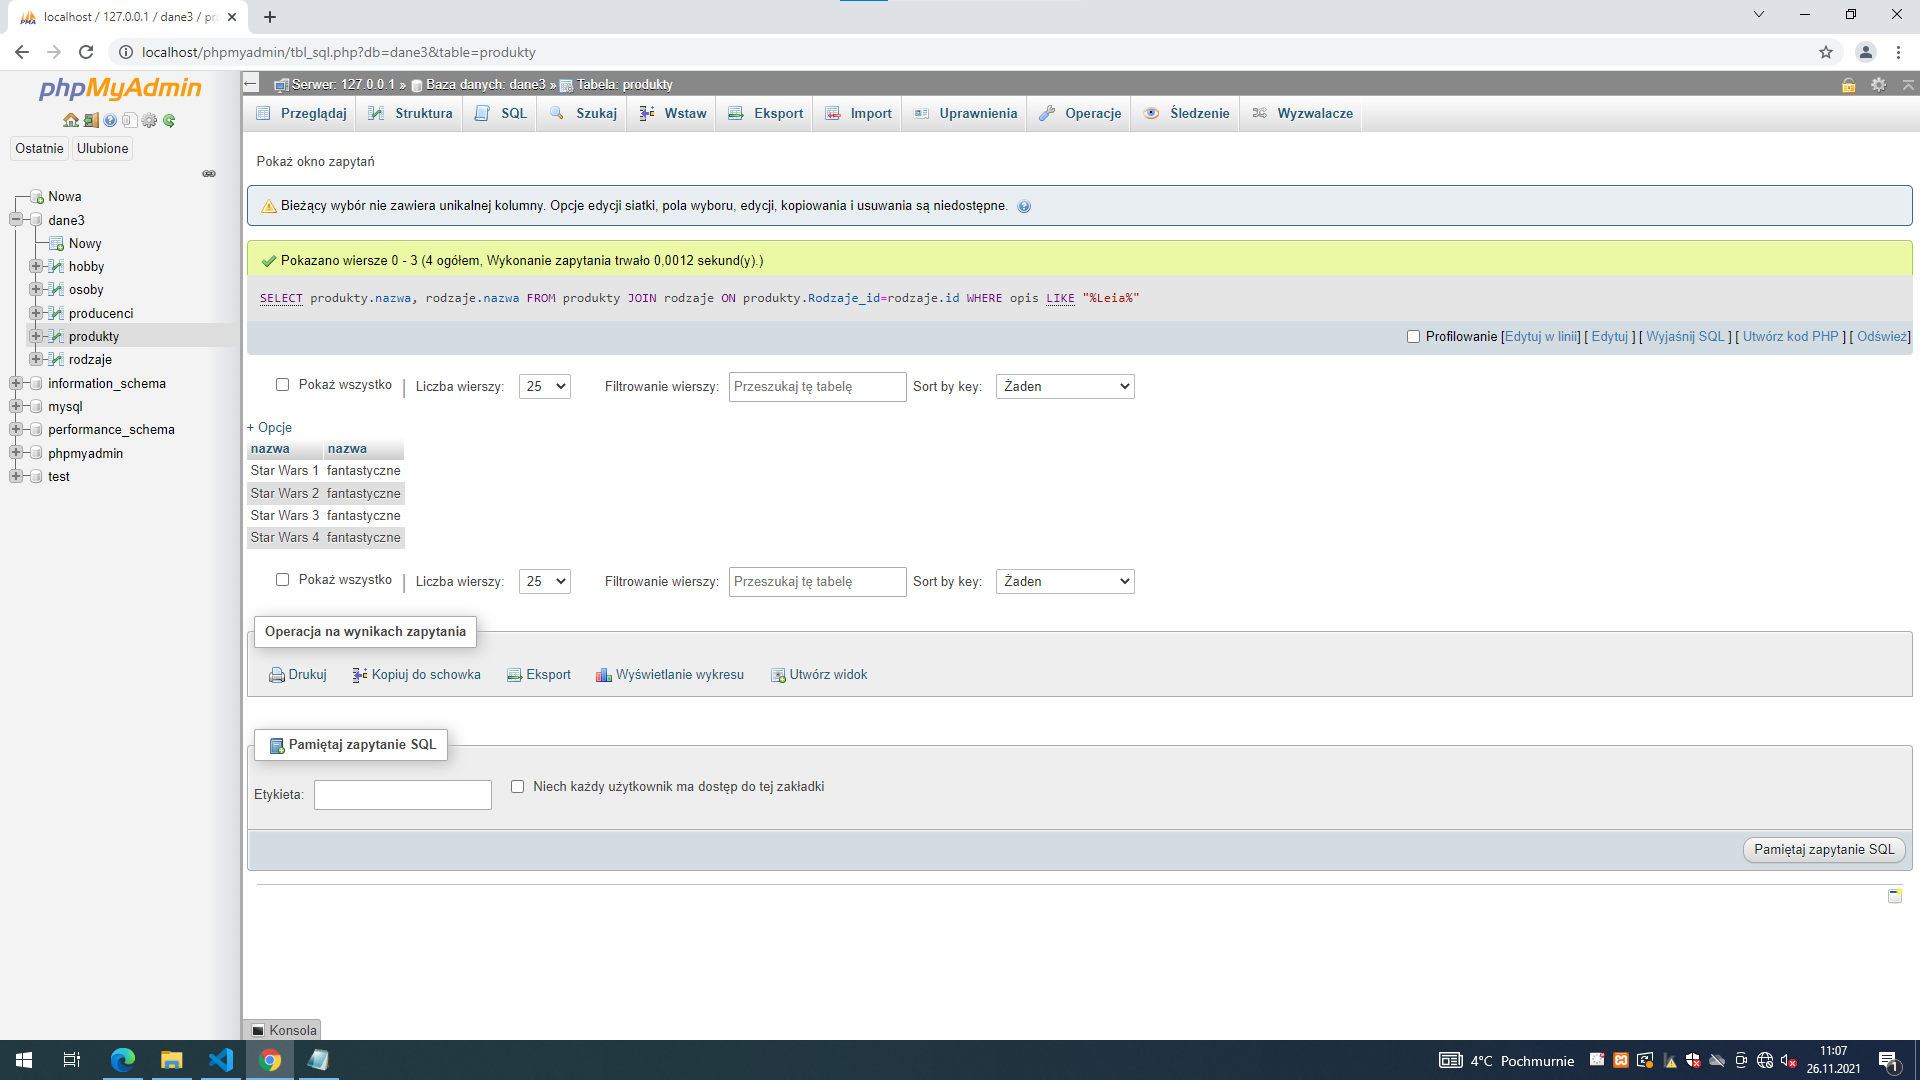 localhost / 127.0.0.1 / dane3 / pr
localhost/phpmyadmin/tbl_sql.php?db=dane3&table=produkty
phpMyAdmin
Ostatnie Ulubione
Nowa
dane3
Nowy
hobby
osoby
producenci
produkty
rodzaje
information_schema
mysql
performance_schema
phpmyadmin
test
Serwer: 127.0.0.1 » Baza danych: dane3 » Tabela: produkty
Przeglądaj Struktura SQL Szukaj Wstaw Eksport Import Uprawnienia Operacje Śledzenie Wyzwalacze
Pokaż okno zapytań
Bieżący wybór nie zawiera unikalnej kolumny. Opcje edycji siatki, pola wyboru, edycji, kopiowania i usuwania są niedostępne.
Pokazano wiersze 0 - 3 (4 ogółem, Wykonanie zapytania trwało 0,0012 sekund(y).)
SELECT produkty.nazwa, rodzaje.nazwa FROM produkty JOIN rodzaje ON produkty.Rodzaje_id=rodzaje.id WHERE opis LIKE "%Leia%"
Profilowanie [Edytuj w linii] [ Edytuj ] [ Wyjaśnij SQL ] [ Utwórz kod PHP ] [ Odśwież]
Pokaż wszystko | Liczba wierszy: 25 Filtrowanie wierszy: Przeszukaj tę tabelę Sort by key: Żaden
+ Opcje
nazwa nazwa
Star Wars 1 fantastyczne
Star Wars 2 fantastyczne
Star Wars 3 fantastyczne
Star Wars 4 fantastyczne
Pokaż wszystko | Liczba wierszy: 25 Filtrowanie wierszy: Przeszukaj tę tabelę Sort by key: Żaden
Operacja na wynikach zapytania
Drukuj Kopiuj do schowka Eksport Wyświetlanie wykresu Utwórz widok
Pamiętaj zapytanie SQL
Etykieta: Niech każdy użytkownik ma dostęp do tej zakładki
Pamiętaj zapytanie SQL
Konsola
4°C Pochmurnie
11:07
26.11.2021
1